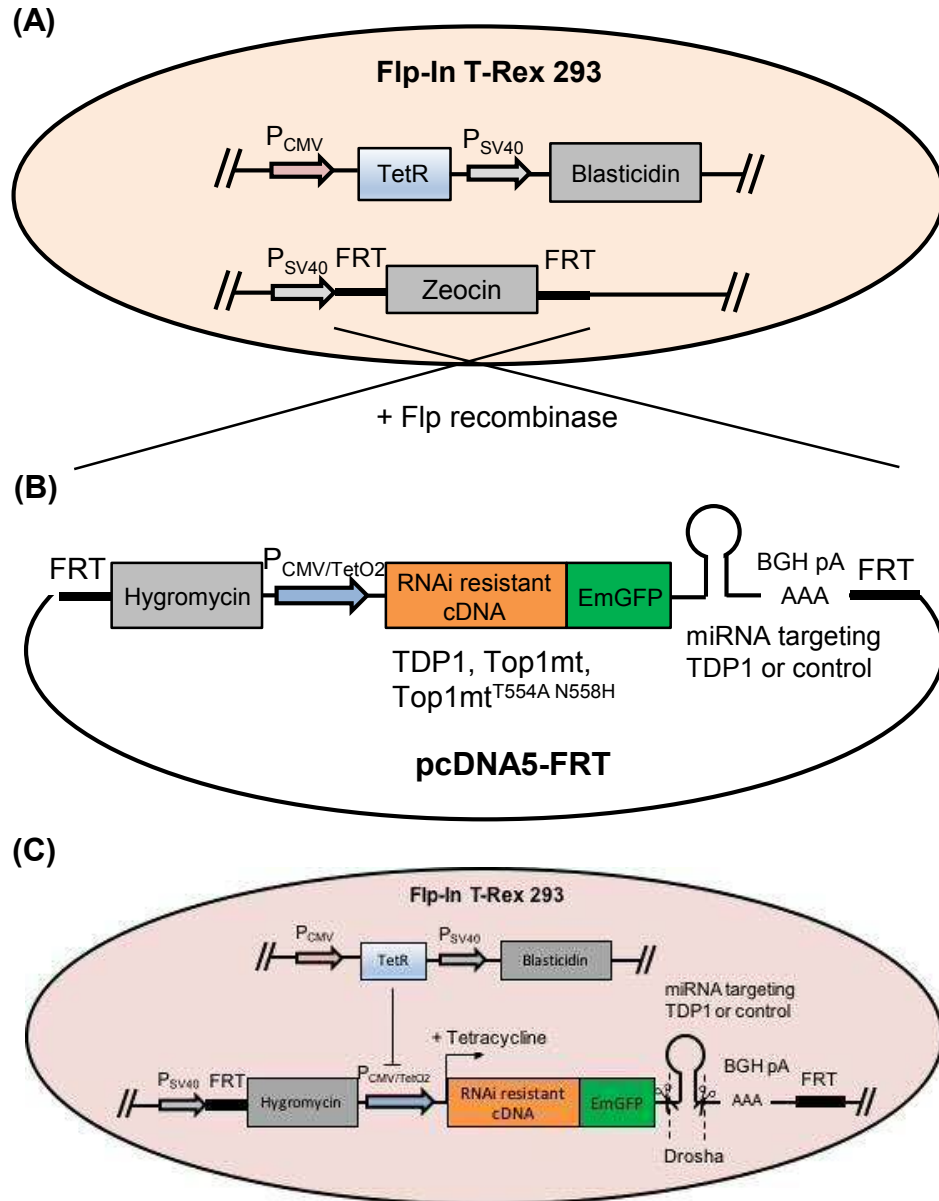 (A)
Flp-In T-Rex 293
PCMV
TetR
PSV40
Blasticidin
PSV40
FRT
Zeocin
FRT
+ Flp recombinase
(B)
FRT
Hygromycin
PCMV/TetO2
RNAi resistant
cDNA
EmGFP
BGH pA
AAA
FRT
TDP1, Top1mt,
Top1mtT554A N558H
miRNA targeting
TDP1 or control
pcDNA5-FRT
(C)
Flp-In T-Rex 293
PCMV
TetR
PSV40
Blasticidin
miRNA targeting
TDP1 or control
+ Tetracycline
PSV40
FRT
Hygromycin
PCMV/TetO2
RNAi resistant
cDNA
EmGFP
BGH pA
AAA
FRT
Drosha